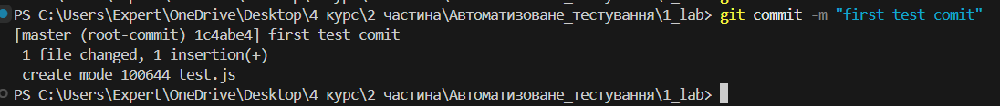 PS C:\Users\Expert\OneDrive\Desktop\4 курс\2 частина\Автоматизоване_тестування\1_lab> git commit -m "first test comit"
[master (root-commit) 1c4abe4] first test comit
 1 file changed, 1 insertion(+)
 create mode 100644 test.js
PS C:\Users\Expert\OneDrive\Desktop\4 курс\2 частина\Автоматизоване_тестування\1_lab>